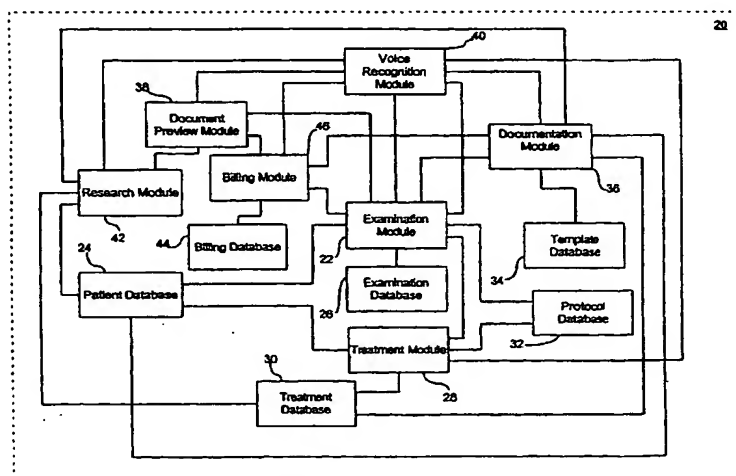 20
40
Voice
Recognition
Module
38
Document
Preview Module
46
Billing Module
Documentation
Module
36
Research Module
42
44
Billing Database
Examination
Module
22
Template
Database
34
24
Patient Database
Examination
Database
26
Protocol
Database
32
Treatment Module
28
30
Treatment
Database